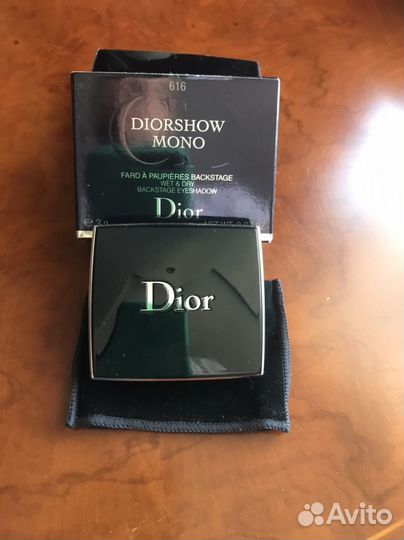 616
DIORSHOW
MONO
FARD À PAUPIÈRES BACKSTAGE
WET & DRY
BACKSTAGE EYESHADOW
Dior
Dior
Avito